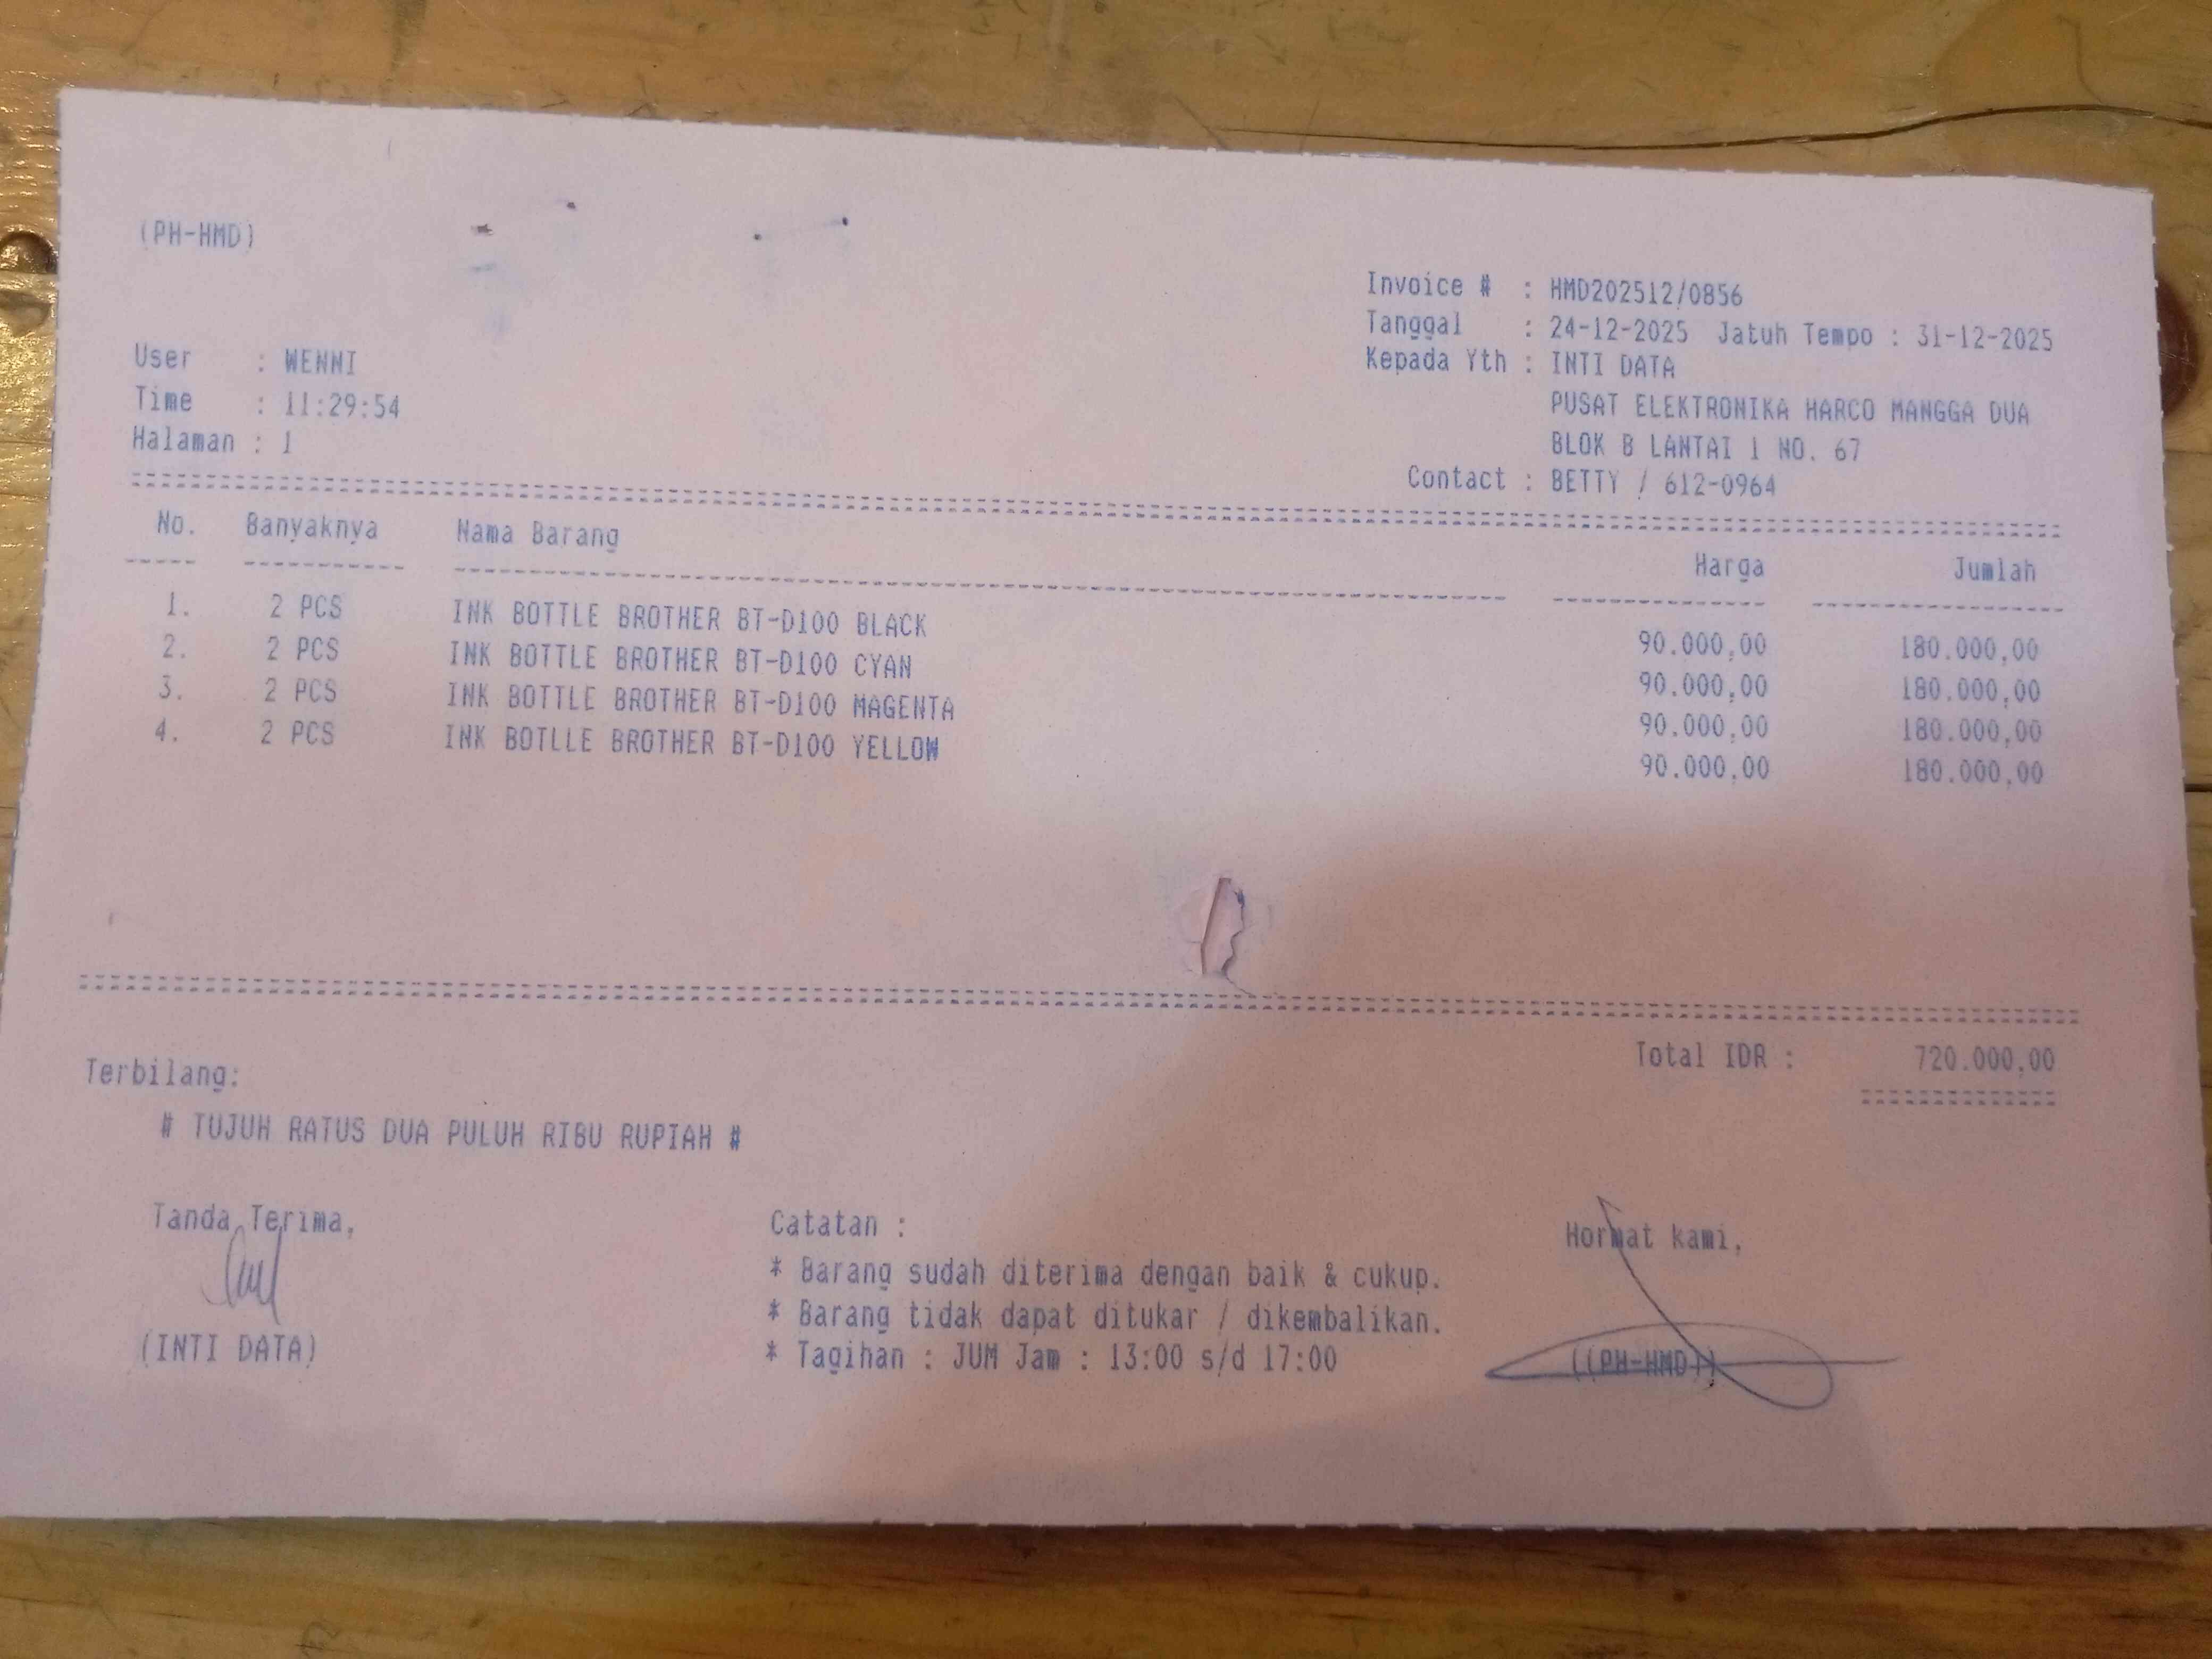 (PH-HMD)
Invoice # : HMD202512/0856
Tanggal : 24-12-2025 Jatuh Tempo : 31-12-2025
Kepada Yth : INTI DATA
PUSAT ELEKTRONIKA HARCO MANGGA DUA
BLOK B LANTAI 1 NO. 67
Contact : BETTY / 612-0964
User : WENNI
Time : 11:29:54
Halaman : 1
No. Banyaknya Nama Barang Harga Jumlah
1. 2 PCS INK BOTTLE BROTHER BT-D100 BLACK 90.000,00 180.000,00
2. 2 PCS INK BOTTLE BROTHER BT-D100 CYAN 90.000,00 180.000,00
3. 2 PCS INK BOTTLE BROTHER BT-D100 MAGENTA 90.000,00 180.000,00
4. 2 PCS INK BOTLLE BROTHER BT-D100 YELLOW 90.000,00 180.000,00
Total IDR : 720.000,00
Terbilang:
# TUJUH RATUS DUA PULUH RIBU RUPIAH #
Tanda Terima,
(INTI DATA)
Catatan :
* Barang sudah diterima dengan baik & cukup.
* Barang tidak dapat ditukar / dikembalikan.
* Tagihan : JUM Jam : 13:00 s/d 17:00
Hormat kami,
((PH-HMD))